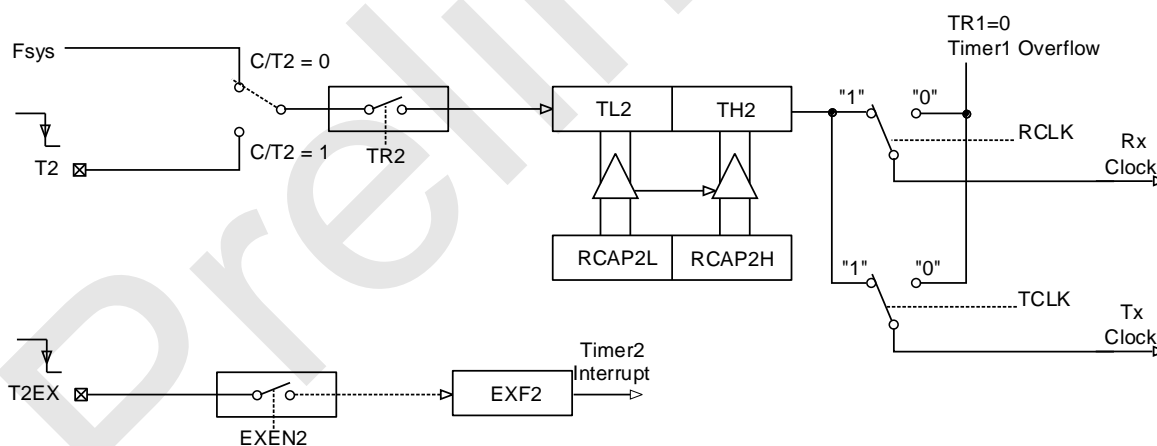 TR1=0
Timer1 Overflow
Fsys
C/T2 = 0
TL2
TH2
"1"
"0"
RCLK
Rx
Clock
T2
C/T2 = 1
TR2
RCAP2L
RCAP2H
"1"
"0"
TCLK
Tx
Clock
T2EX
EXEN2
EXF2
Timer2
Interrupt